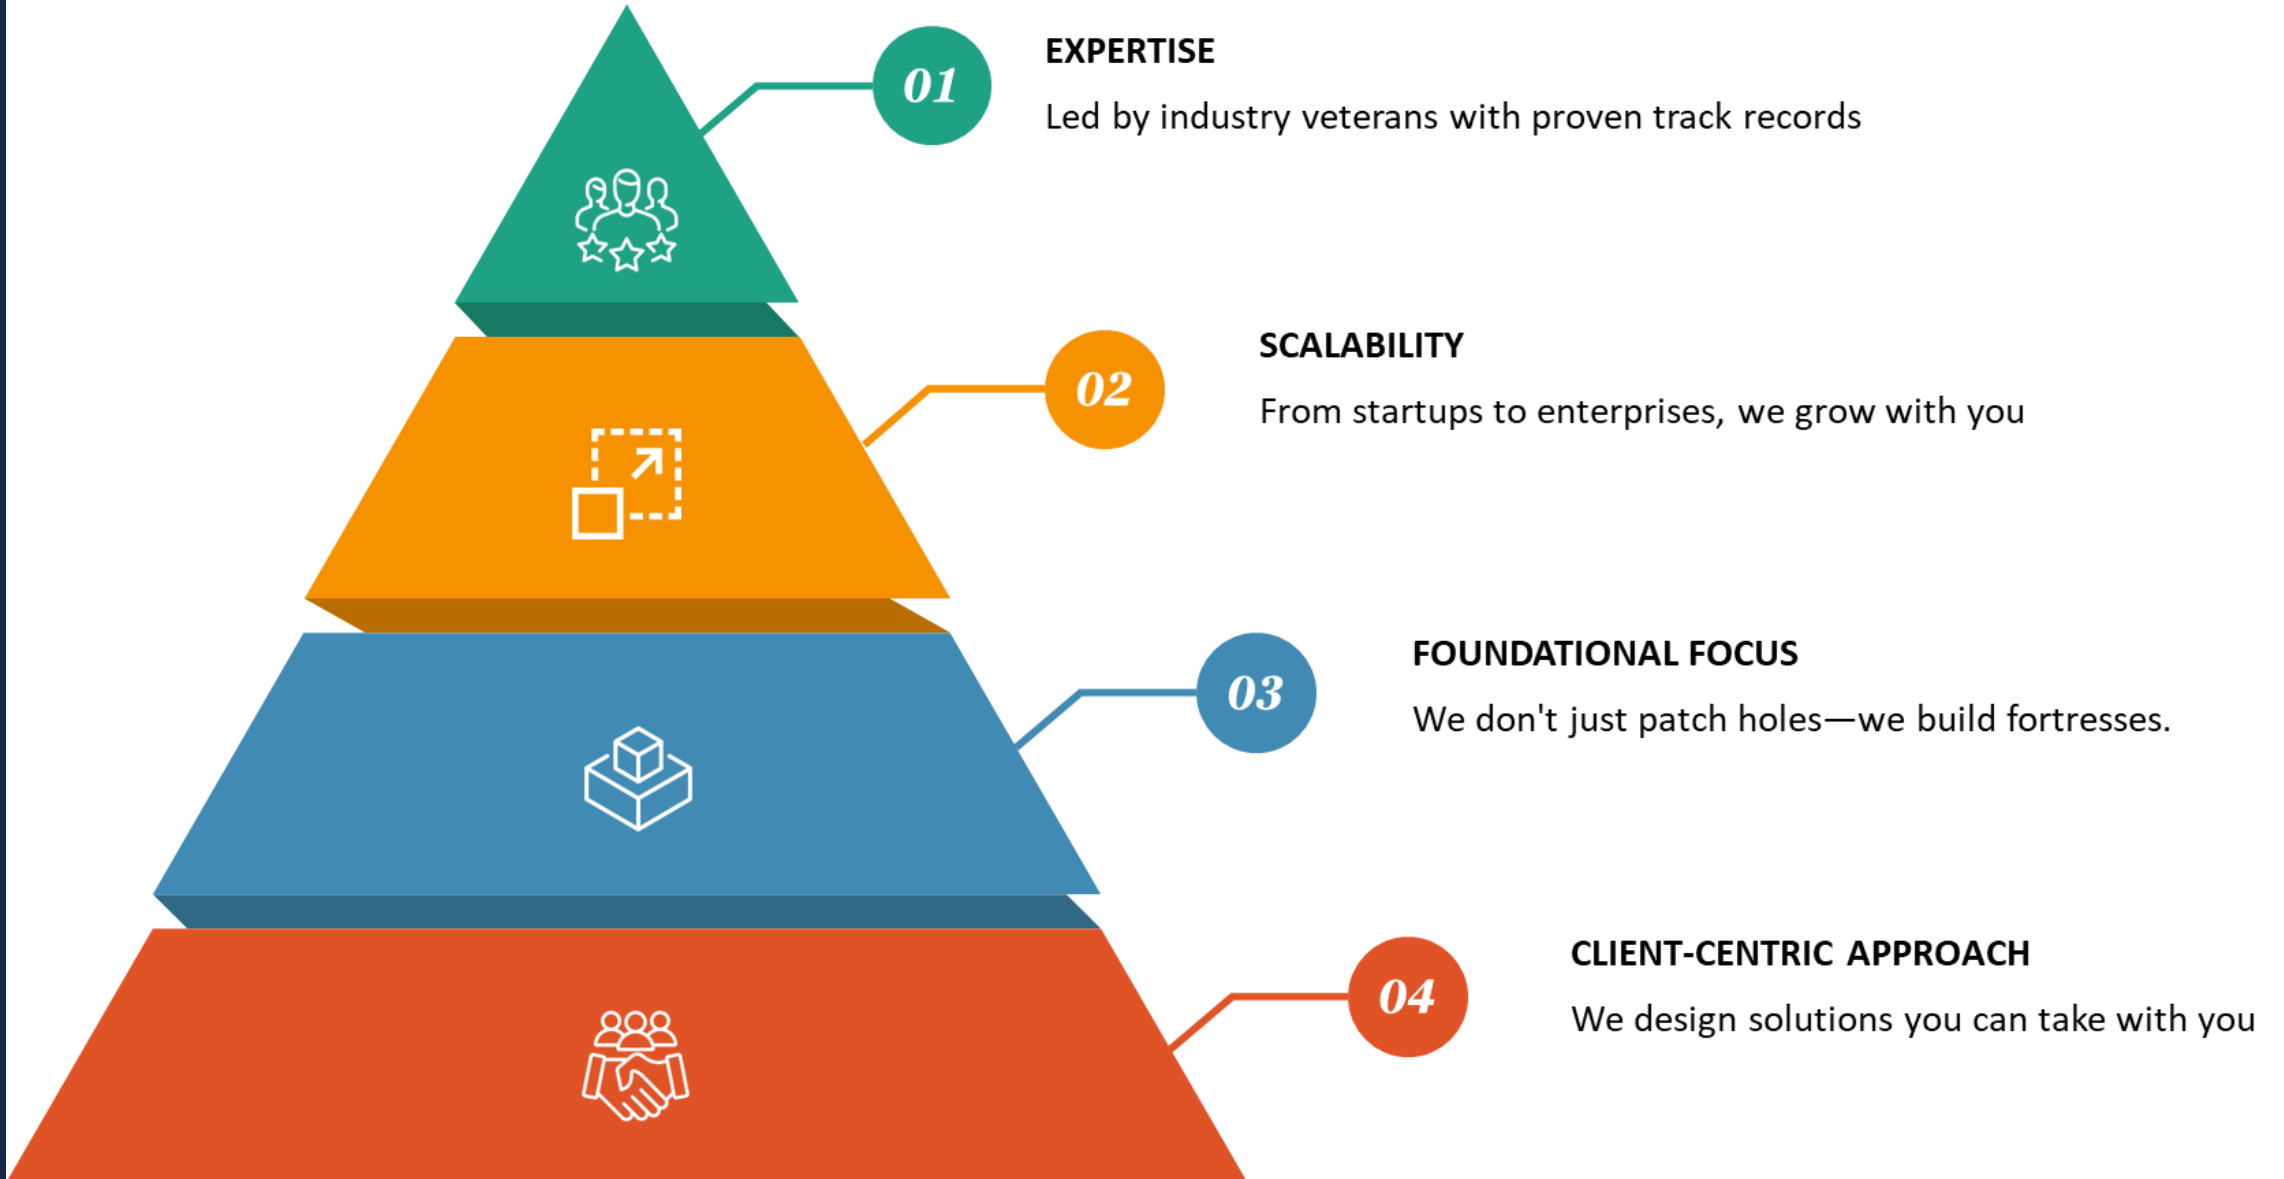 01
EXPERTISE
Led by industry veterans with proven track records
02
SCALABILITY
From startups to enterprises, we grow with you
03
FOUNDATIONAL FOCUS
We don't just patch holes—we build fortresses.
04
CLIENT-CENTRIC APPROACH
We design solutions you can take with you